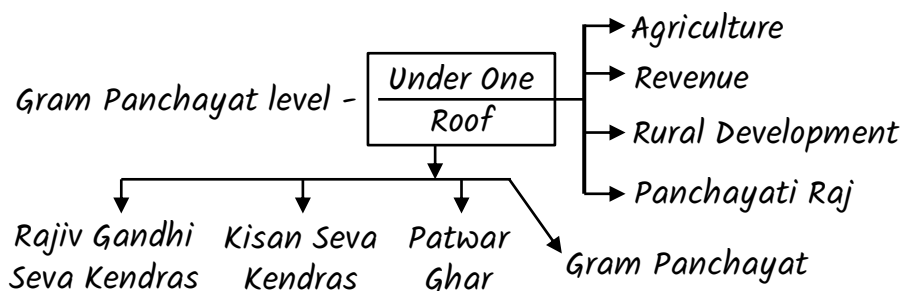 Agriculture
Under One
Revenue
Gram Panchayat level -
Roof
Rural Development
Panchayati Raj
Rajiv Gandhi
Seva Kendras
Kisan Seva
Kendras
Patwar
Ghar
Gram Panchayat